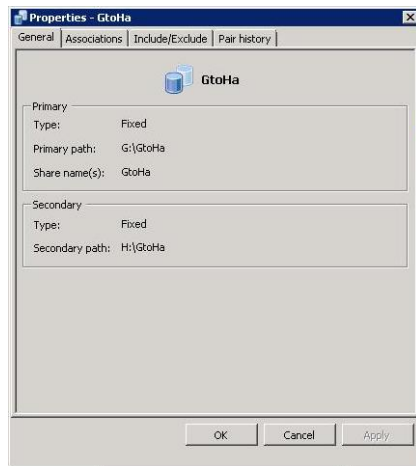 Properties - GtoHa
General Associations Include/Exclude Pair history
GtoHa
Primary
Type: Fixed
Primary path: G:\GtoHa
Share name(s): GtoHa
Secondary
Type: Fixed
Secondary path: H:\GtoHa
OK Cancel Apply